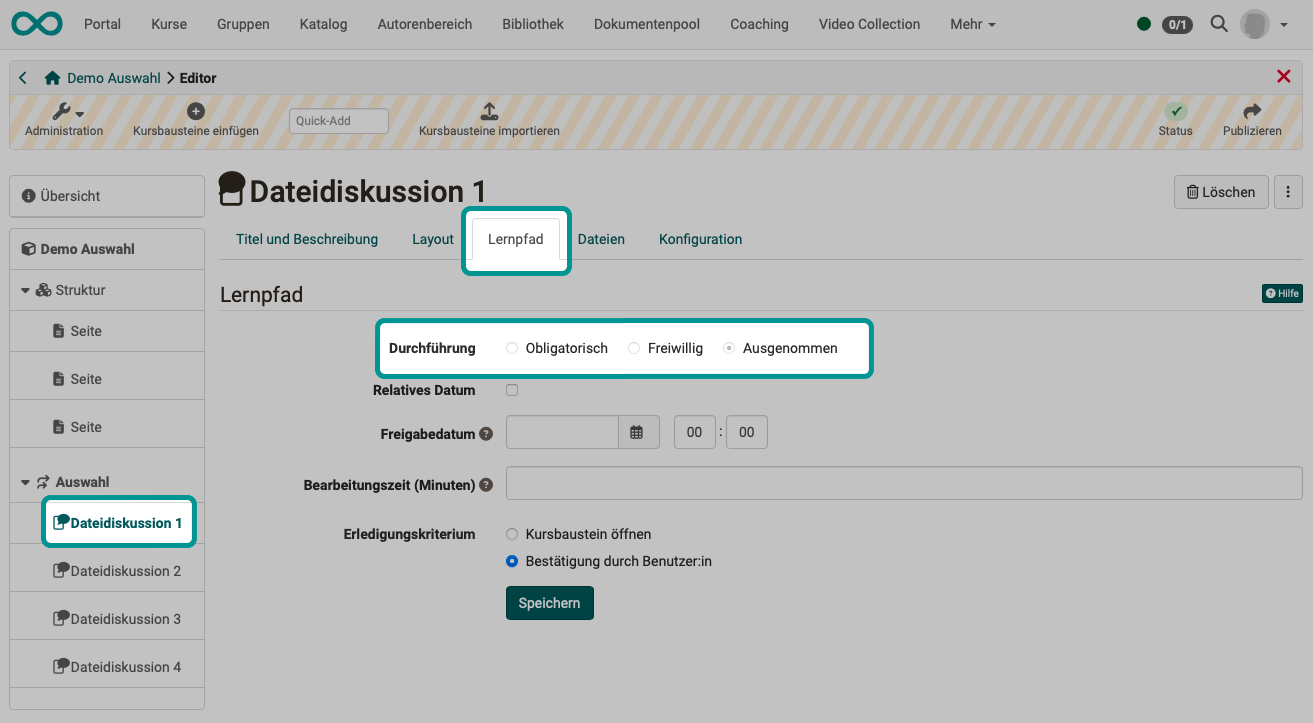 Portal Kurse Gruppen Katalog Autorenbereich Bibliothek Dokumentenpool Coaching Video Collection Mehr 0/1
Demo Auswahl Editor
Administration Kursbausteine einfügen Quick-Add Kursbausteine importieren Status Publizieren
Übersicht
Demo Auswahl
Struktur
Seite
Seite
Seite
Auswahl
Dateidiskussion 1
Dateidiskussion 2
Dateidiskussion 3
Dateidiskussion 4
Dateidiskussion 1
Löschen
Titel und Beschreibung Layout Lernpfad Dateien Konfiguration
Lernpfad
Hilfe
Durchführung Obligatorisch Freiwillig Ausgenommen
Relatives Datum
Freigabedatum 00 : 00
Bearbeitungszeit (Minuten)
Erledigungskriterium Kursbaustein öffnen
Bestätigung durch Benutzer:in
Speichern